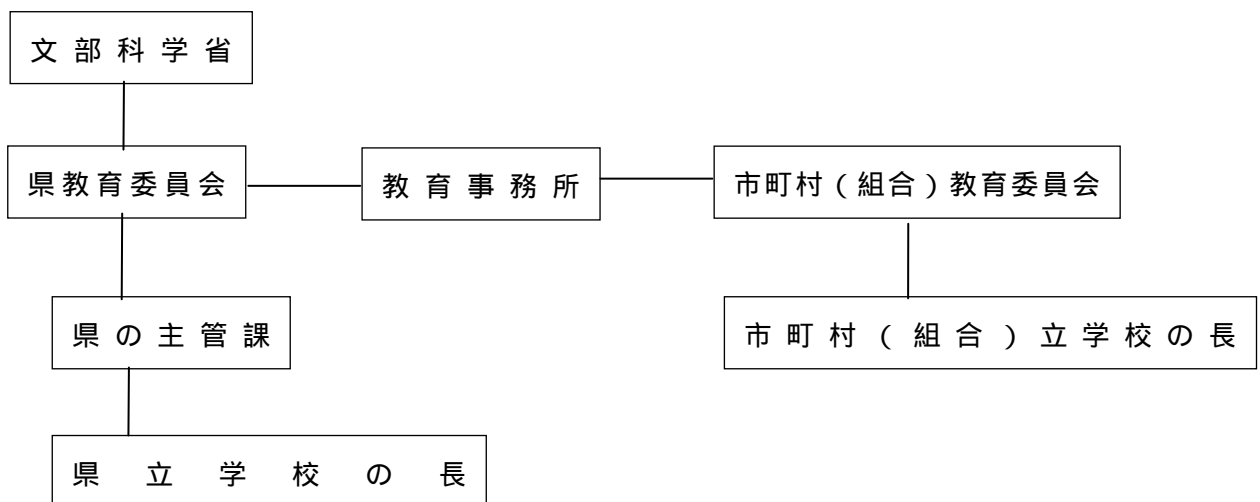 文部科学省
県教育委員会
教育事務所
市町村(組合)教育委員会
県の主管課
市町村(組合)立学校の長
県立学校の長